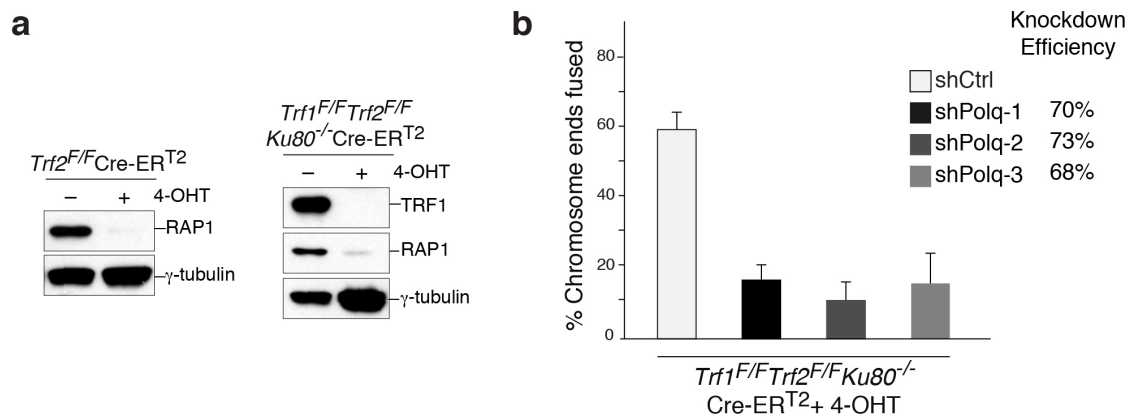 a
Trf2F/FCre-ERT2
− + 4-OHT
RAP1
γ-tubulin
Trf1F/FTrf2F/F
Ku80-/-Cre-ERT2
− + 4-OHT
TRF1
RAP1
γ-tubulin
b
Knockdown
Efficiency
shCtrl
shPolq-1 70%
shPolq-2 73%
shPolq-3 68%
% Chromosome ends fused
80
60
40
20
0
Trf1F/FTrf2F/FKu80-/-
Cre-ERT2+ 4-OHT